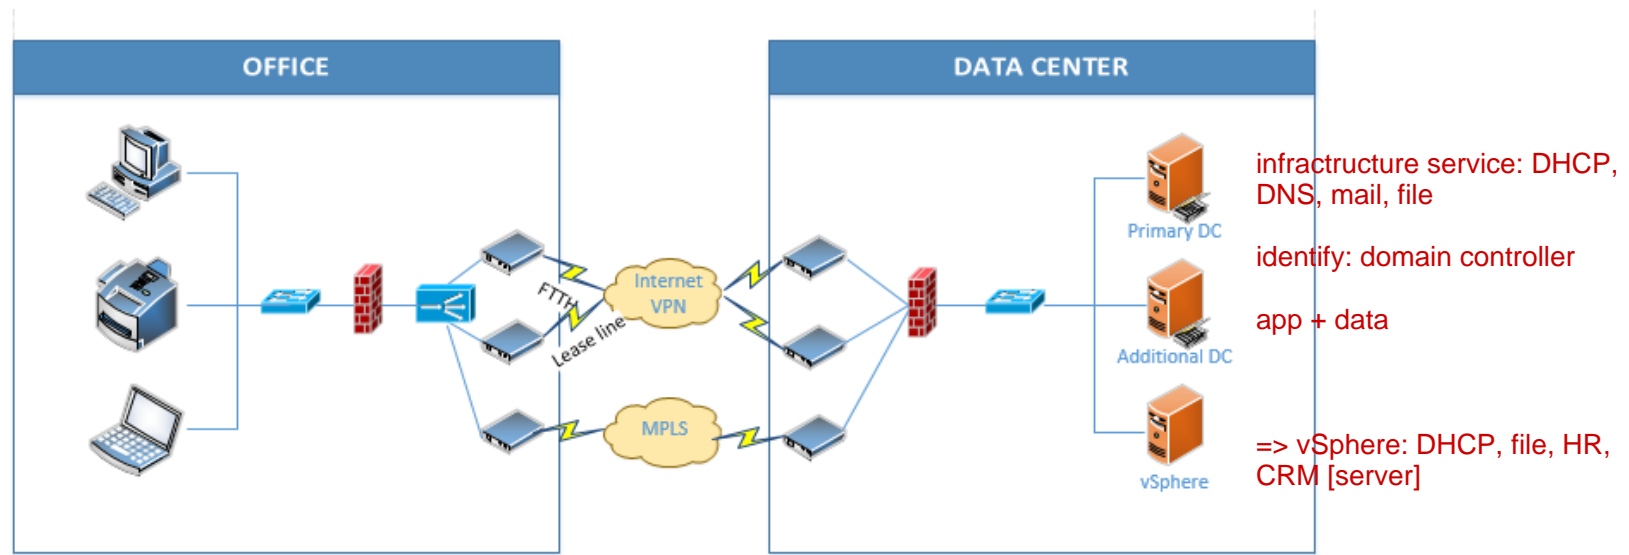 OFFICE
DATA CENTER
infractructure service: DHCP,
DNS, mail, file
Primary DC
identify: domain controller
Internet
VPN
FTTH
Lease line
app + data
Additional DC
MPLS
=> vSphere: DHCP, file, HR,
CRM [server]
vSphere